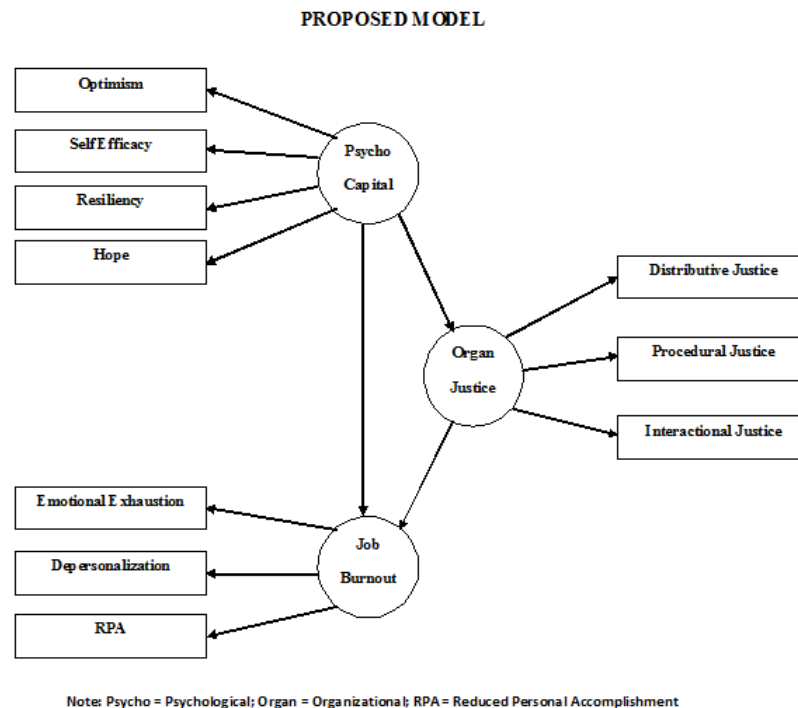 PROPOSED MODEL
Optimism
Self Efficacy
Resiliency
Hope
Psycho
Capital
Distributive Justice
Procedural Justice
Interactional Justice
Organ
Justice
Emotional Exhaustion
Depersonalization
RPA
Job
Burnout
Note: Psycho = Psychological; Organ = Organizational; RPA = Reduced Personal Accomplishment